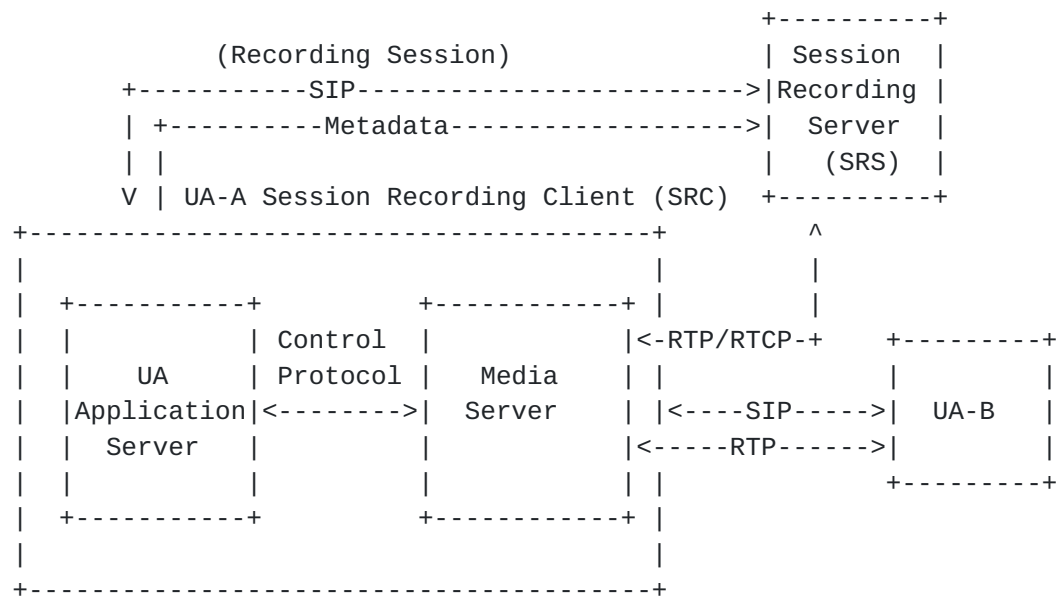 +----------+
              (Recording Session)                 | Session  |
        +-----------SIP------------------------->|Recording |
        | +----------Metadata------------------->|  Server  |
        | |                                       |   (SRS)  |
        V | UA-A Session Recording Client (SRC)  +----------+
 +----------------------------------------+         ^
 |                                        |         |
 |  +-----------+          +------------+ |         |
 |  |           | Control  |            |<-RTP/RTCP-+    +---------+
 |  |    UA     | Protocol |   Media    | |              |         |
 |  |Application|<-------->|  Server    | |<----SIP----->|  UA-B   |
 |  |  Server   |          |            |<-----RTP------>|         |
 |  |           |          |            | |              +---------+
 |  +-----------+          +------------+ |
 |                                        |
 +----------------------------------------+